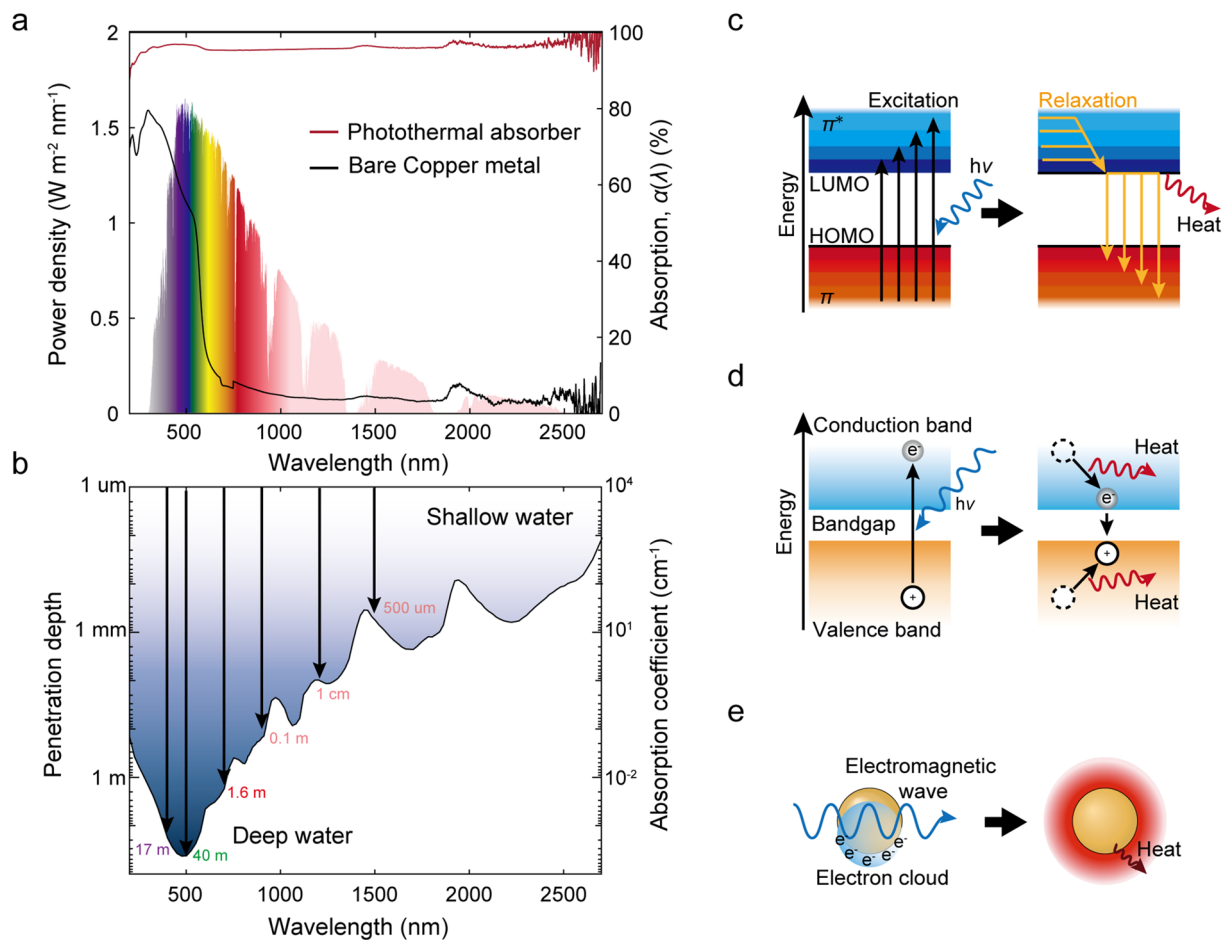 a
2
1.5
1
0.5
0
Power density (W m-2 nm-1)
100
80
60
40
20
0
Absorption, α(λ) (%)
Photothermal absorber
Bare Copper metal
500
1000
1500
2000
2500
Wavelength (nm)
b
1 um
1 mm
1 m
Penetration depth
10⁴
10¹
10⁻²
Absorption coefficient (cm⁻¹)
Shallow water
500 um
1 cm
0.1 m
1.6 m
Deep water
17 m
40 m
500
1000
1500
2000
2500
Wavelength (nm)
c
Energy
Excitation
π*
LUMO
HOMO
π
hν
Relaxation
Heat
d
Energy
Conduction band
e-
hν
Bandgap
+
Valence band
Heat
e-
+
Heat
e
Electromagnetic
wave
e-
e-
e-
e-
e-
Electron cloud
Heat